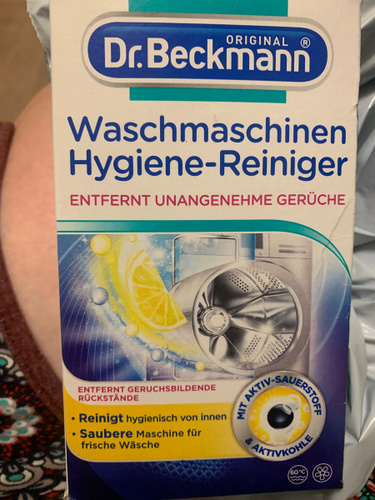 ORIGINAL
Dr.Beckmann®
Waschmaschinen
Hygiene-Reiniger
ENTFERNT UNANGENEHME GERÜCHE
ENTFERNT GERUCHSBILDENDE
RÜCKSTÄNDE
• Reinigt hygienisch von innen
• Saubere Maschine für
frische Wäsche
MIT AKTIV-SAUERSTOFF
& AKTIVKOHLE
60°C